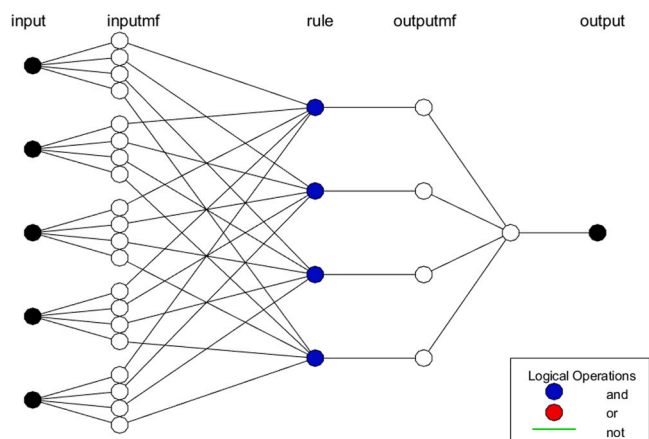 input inputmf rule outputmf output
Logical Operations
and
or
not